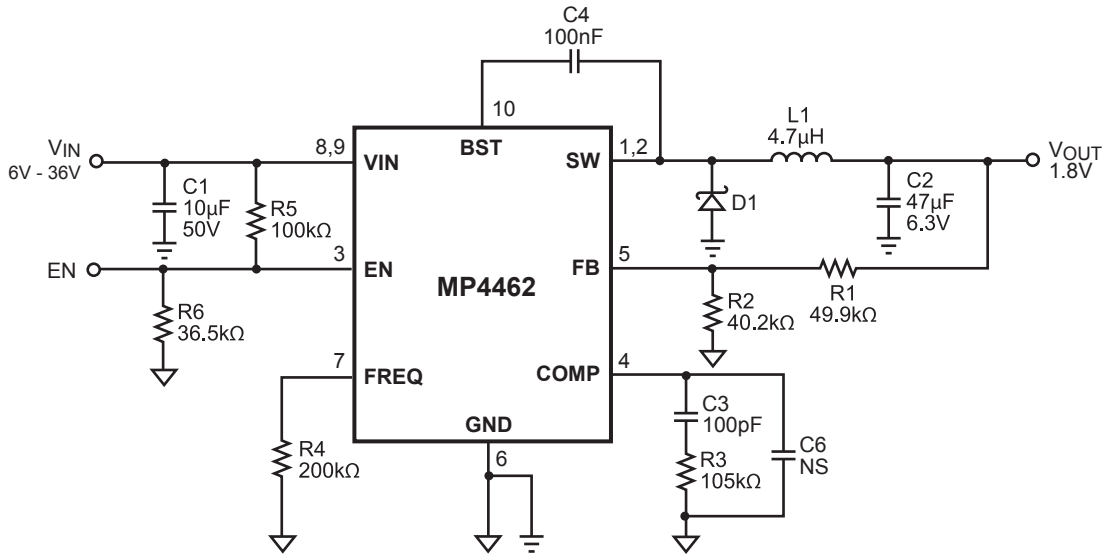 C4
100nF
10
L1
4.7µH
8,9
1,2
VIN
6V - 36V
VIN
BST
SW
VOUT
1.8V
C1
10µF
50V
R5
100kΩ
D1
C2
47µF
6.3V
3
5
EN
EN
FB
MP4462
R1
49.9kΩ
R2
40.2kΩ
R6
36.5kΩ
7
4
FREQ
COMP
C3
100pF
GND
C6
NS
R4
200kΩ
6
R3
105kΩ